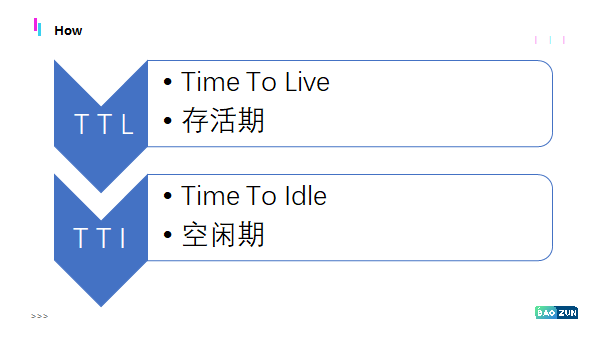 How
TTL
• Time To Live
• 存活期
TTI
• Time To Idle
• 空闲期
>>>
BAO ZUN